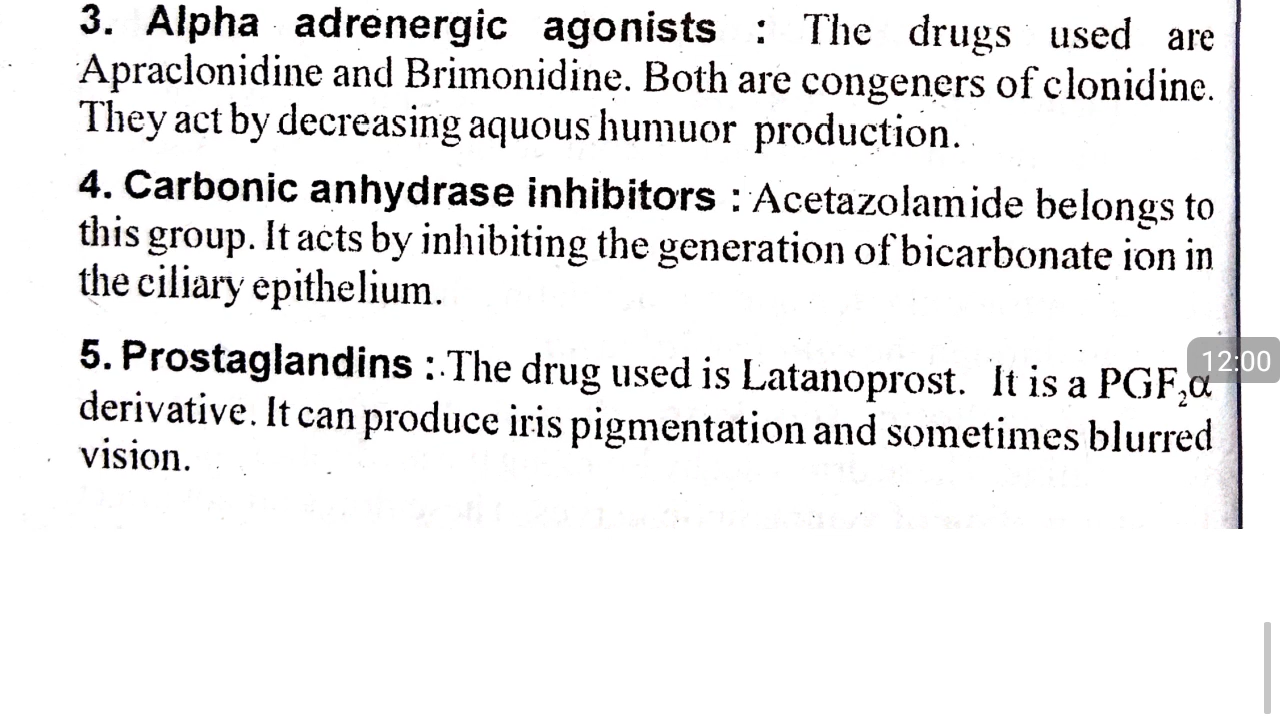 3. Alpha adrenergic agonists : The drugs used are
Apraclonidine and Brimonidine. Both are congeners of clonidine.
They act by decreasing aquous humuor production.
4. Carbonic anhydrase inhibitors : Acetazolamide belongs to
this group. It acts by inhibiting the generation of bicarbonate ion in
the ciliary epithelium.
5. Prostaglandins : The drug used is Latanoprost. It is a PGF₂α
derivative. It can produce iris pigmentation and sometimes blurred
vision.
12:00